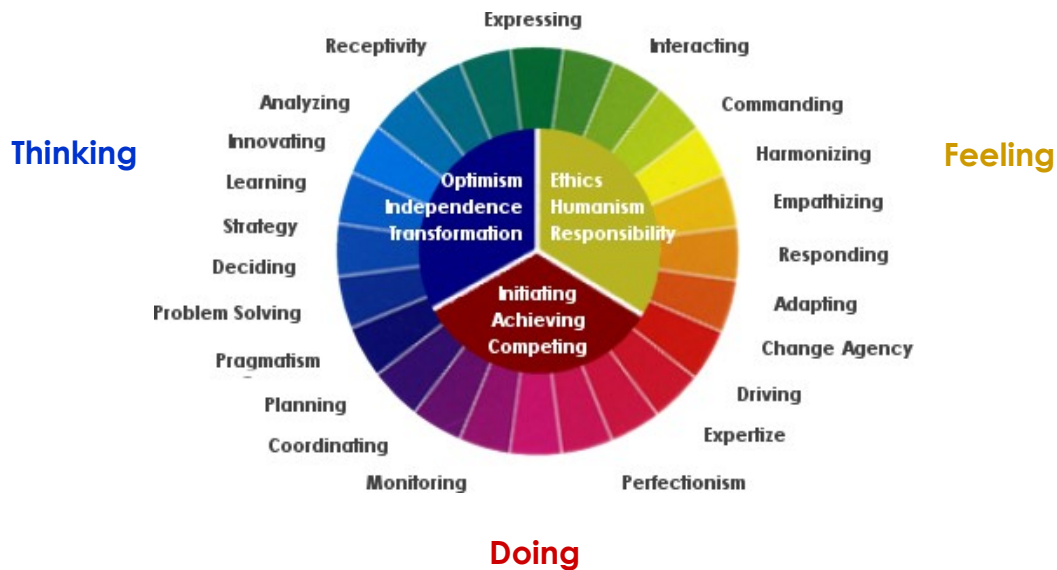 Expressing
Receptivity
Interacting
Analyzing
Commanding
Innovating
Thinking
Harmonizing
Feeling
Learning
Optimism
Independence
Transformation
Ethics
Humanism
Responsibility
Empathizing
Strategy
Responding
Deciding
Initiating
Achieving
Competing
Adapting
Problem Solving
Change Agency
Pragmatism
Driving
Planning
Expertize
Coordinating
Monitoring
Perfectionism
Doing